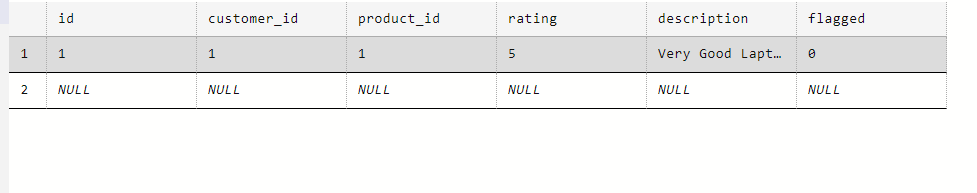 id customer_id product_id rating description flagged
1 1 1 1 5 Very Good Lapt… 0
2 NULL NULL NULL NULL NULL NULL